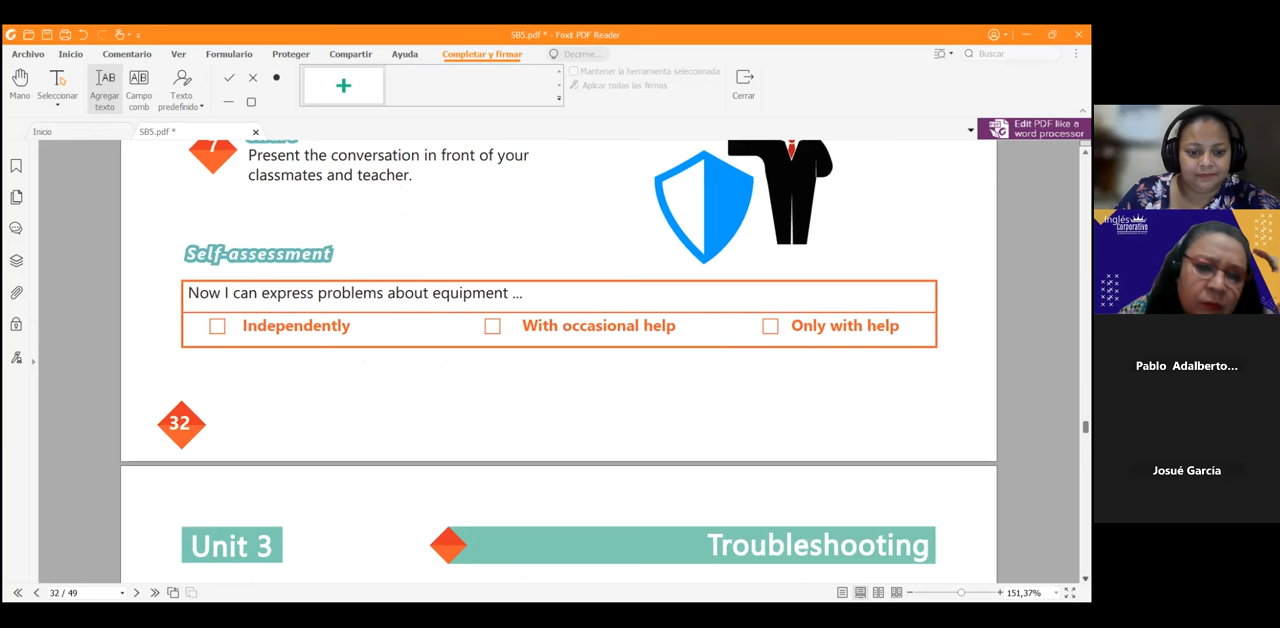 SB5.pdf * - Foxit PDF Reader
Archivo Inicio Comentario Ver Formulario Proteger Compartir Ayuda Completar y firmar Decirme... Buscar
Mano Seleccionar Agregar texto Campo comb Texto predefinido
Mantener la herramienta seleccionada
Aplicar todas las firmas
Cerrar
Inicio SB5.pdf *
Edit PDF like a
word processor
7
Present the conversation in front of your
classmates and teacher.
Self-assessment
Now I can express problems about equipment ...
Independently With occasional help Only with help
32
Unit 3 Troubleshooting
32 / 49 151,37%
Inglés
Corporativo
Pablo Adalberto...
Josué García